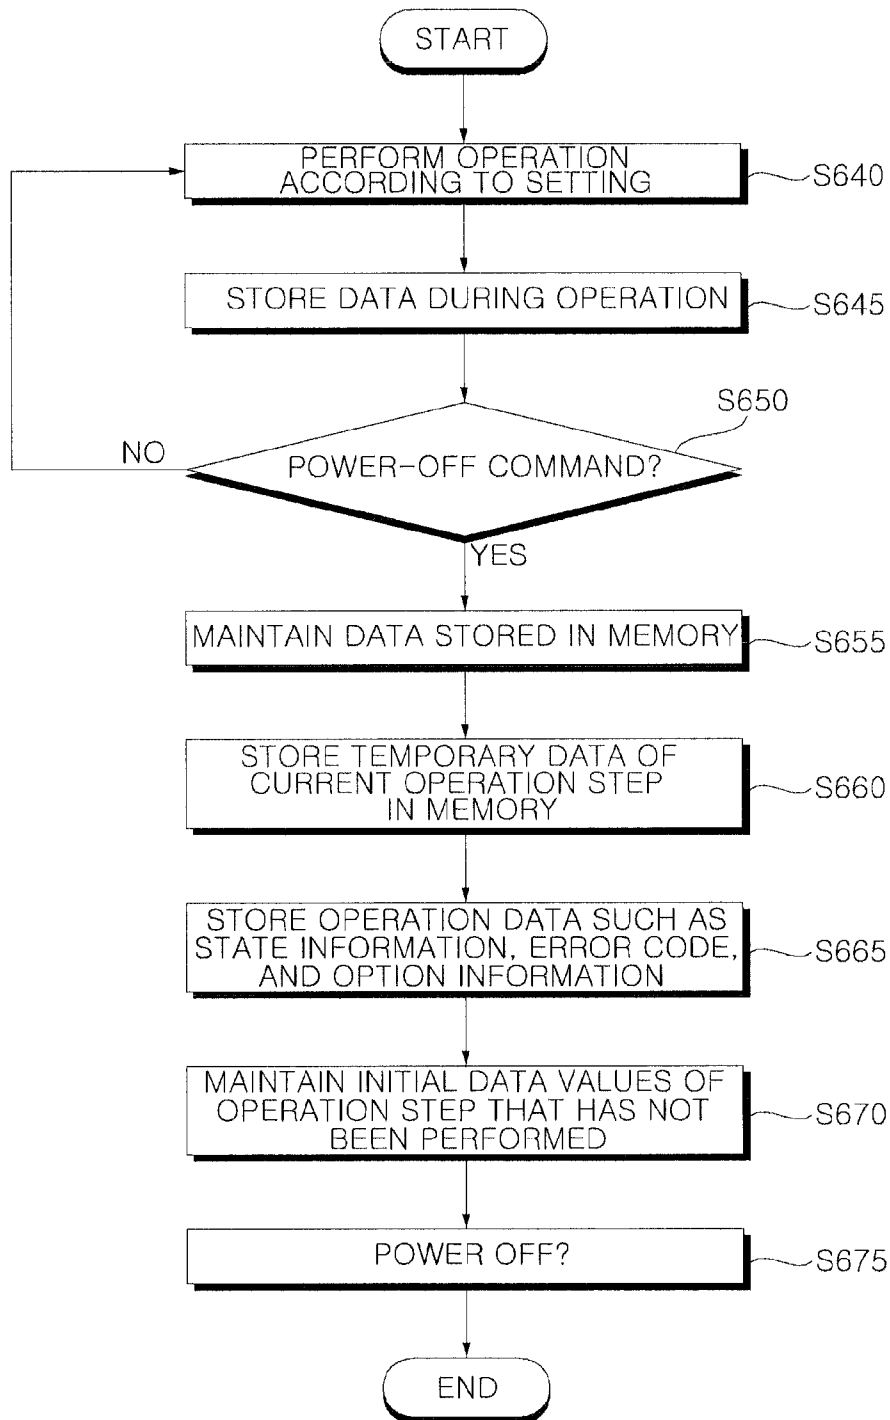 START
PERFORM OPERATION
ACCORDING TO SETTING
S640
STORE DATA DURING OPERATION
S645
S650
POWER-OFF COMMAND?
NO
YES
MAINTAIN DATA STORED IN MEMORY
S655
STORE TEMPORARY DATA OF
CURRENT OPERATION STEP
IN MEMORY
S660
STORE OPERATION DATA SUCH AS
STATE INFORMATION, ERROR CODE,
AND OPTION INFORMATION
S665
MAINTAIN INITIAL DATA VALUES OF
OPERATION STEP THAT HAS NOT
BEEN PERFORMED
S670
POWER OFF?
S675
END